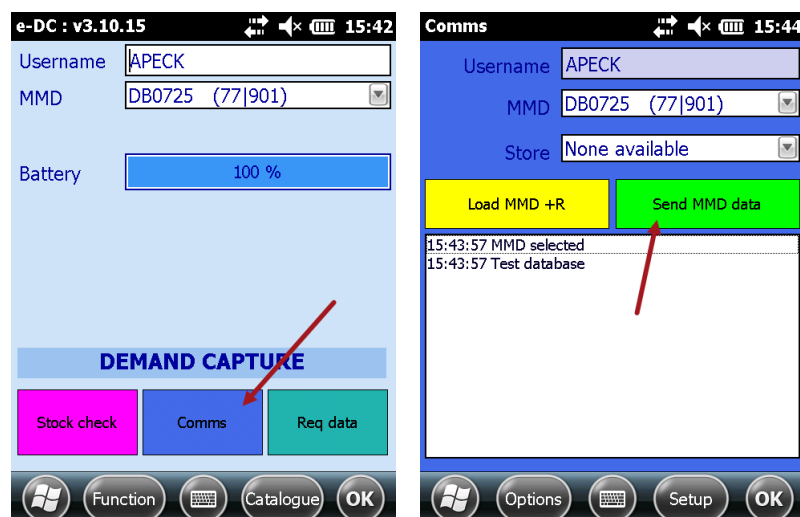 e-DC : v3.10.15 15:42
Username APECK
MMD DB0725 (77|901)
Battery 100 %
DEMAND CAPTURE
Stock check Comms Req data
Function Catalogue OK
Comms 15:44
Username APECK
MMD DB0725 (77|901)
Store None available
Load MMD +R Send MMD data
15:43:57 MMD selected
15:43:57 Test database
Options Setup OK